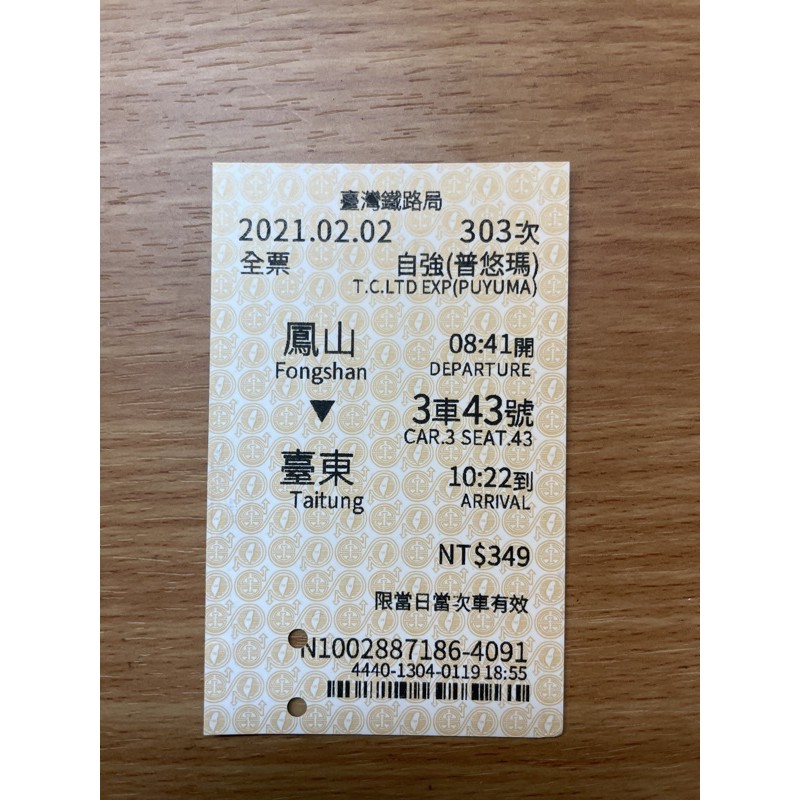 臺灣鐵路局
2021.02.02 303次
全票 自強(普悠瑪)
T.C.LTD EXP(PUYUMA)
鳳山 08:41開
Fongshan DEPARTURE
▼ 3車43號
CAR.3 SEAT.43
臺東 10:22到
Taitung ARRIVAL
NT$349
限當日當次車有效
N1002887186-4091
4440-1304-0119 18:55